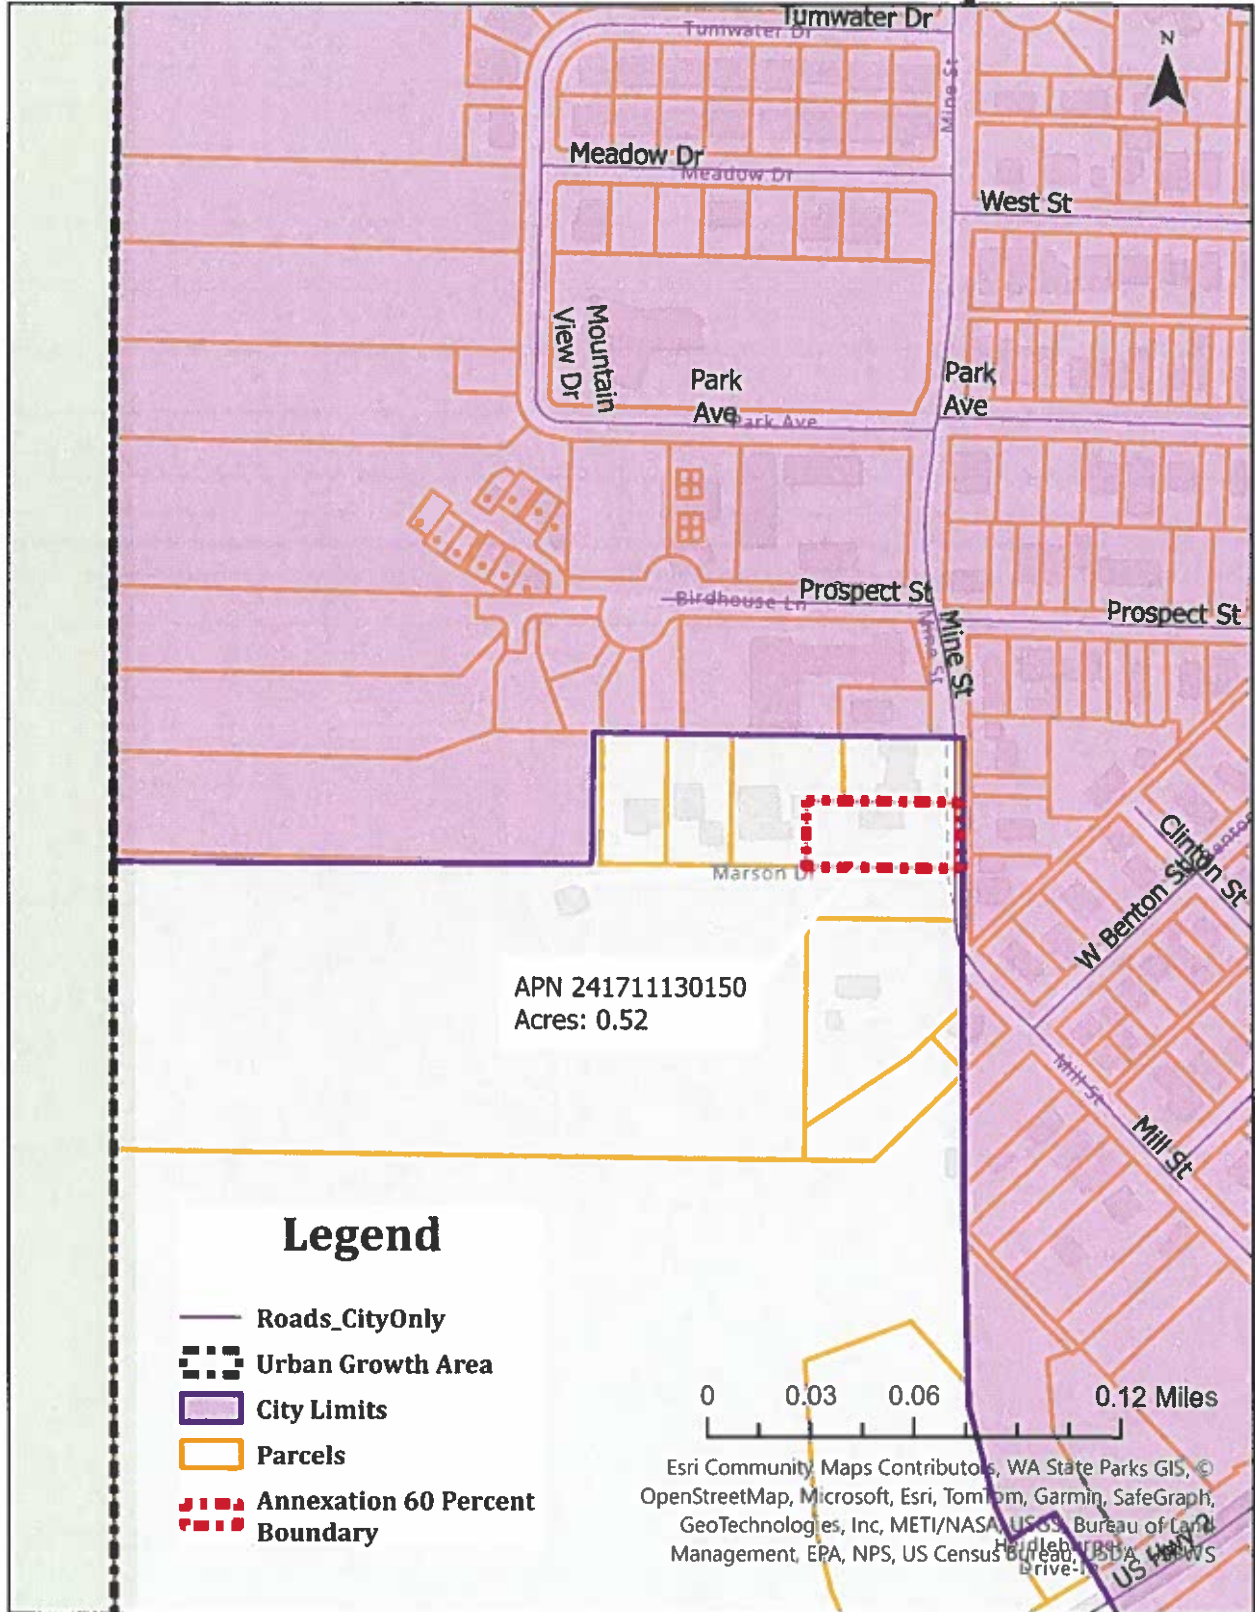 Tumwater Dr
Tumwater Dr
N
Mine St
Meadow Dr
Meadow Dr
West St
Mountain
View Dr
Park
Ave
Park Ave
Park
Ave
Birdhouse Ln
Prospect St
Prospect St
Mine St
Mine St
Clinton St
W Benton St
Marson Dr
APN 241711130150
Acres: 0.52
Mill St
Mill St
Legend
Roads_CityOnly
Urban Growth Area
City Limits
Parcels
Annexation 60 Percent
Boundary
0 0.03 0.06 0.12 Miles
Esri Community Maps Contributors, WA State Parks GIS, ©
OpenStreetMap, Microsoft, Esri, TomTom, Garmin, SafeGraph,
GeoTechnologies, Inc, METI/NASA, USGS, Bureau of Land
Management, EPA, NPS, US Census Bureau, USDA, USFWS
Drive-In
US Hwy 2